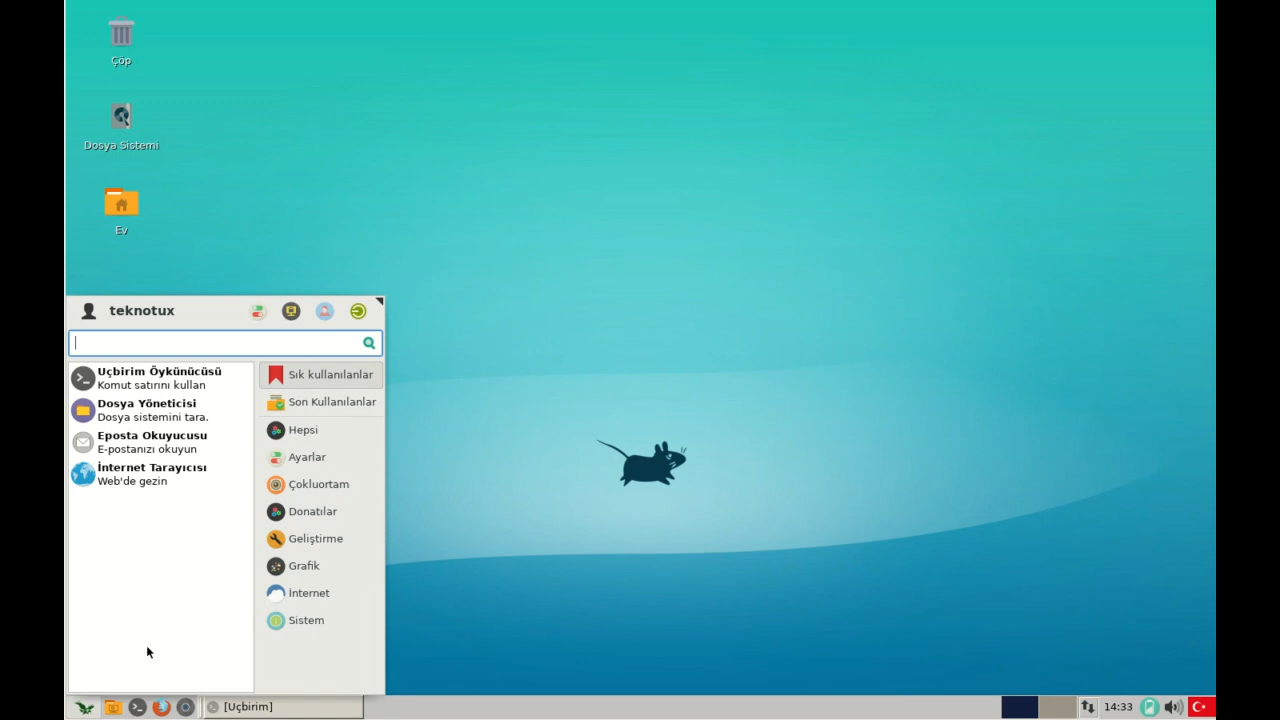 Çöp
Dosya Sistemi
Ev
teknotux
Uçbirim Öykünücüsü
Komut satırını kullan
Dosya Yöneticisi
Dosya sistemini tara.
Eposta Okuyucusu
E-postanızı okuyun
İnternet Tarayıcısı
Web'de gezin
Sık kullanılanlar
Son Kullanılanlar
Hepsi
Ayarlar
Çokluortam
Donatılar
Geliştirme
Grafik
İnternet
Sistem
[Uçbirim]
14:33